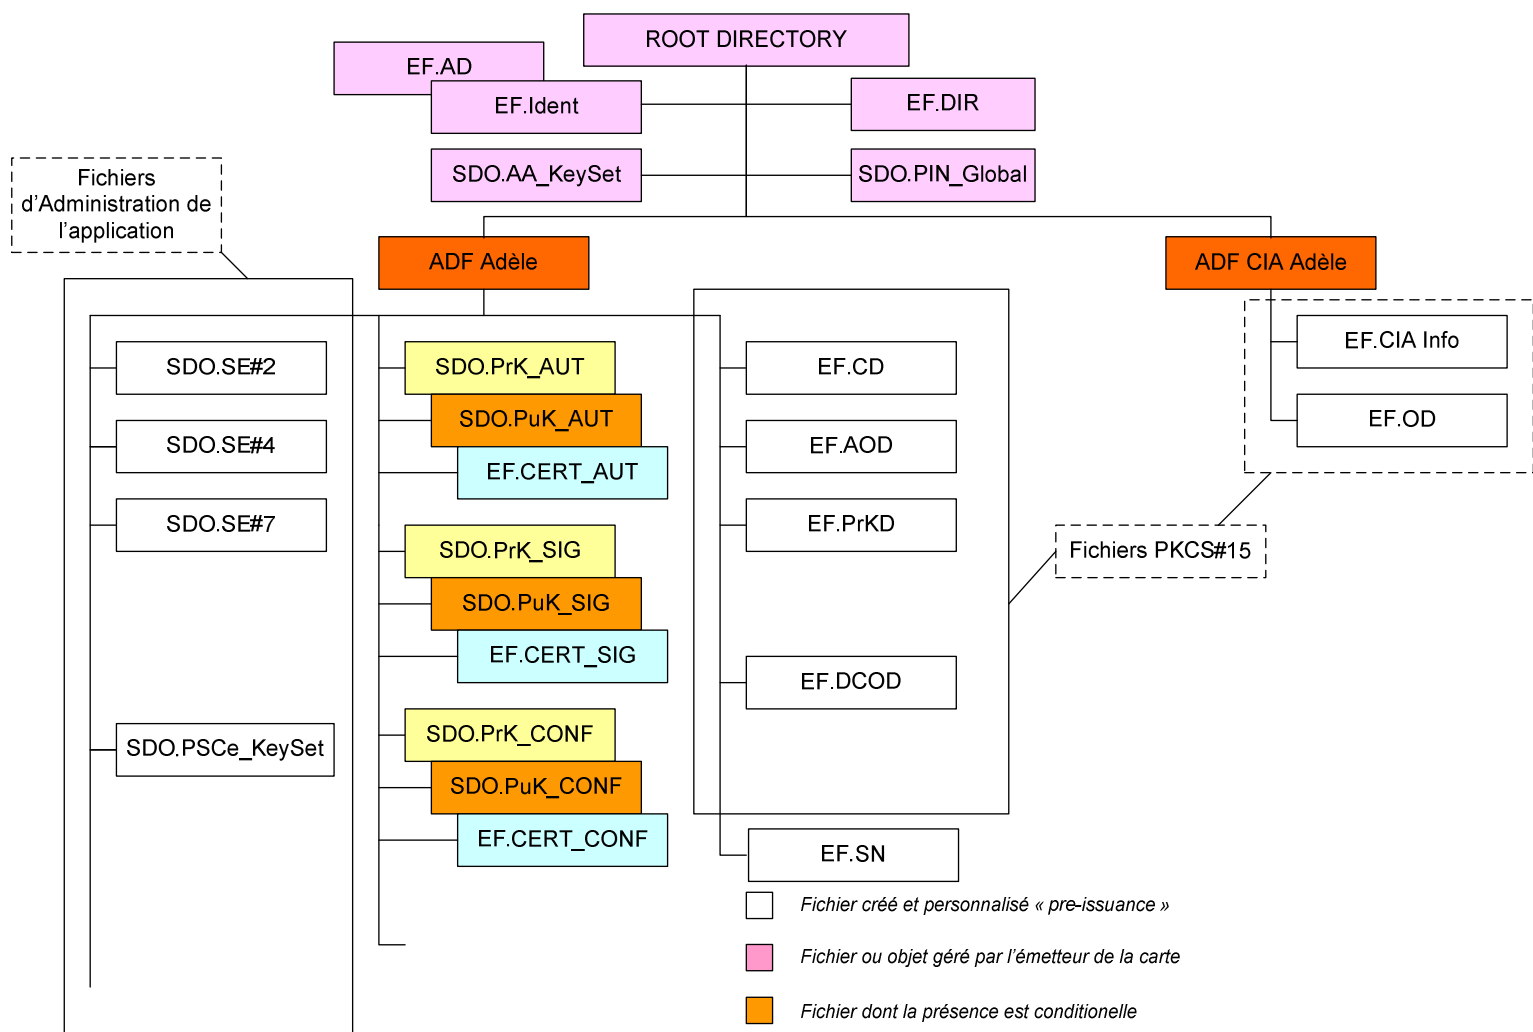 ROOT DIRECTORY
EF.AD
EF.Ident
EF.DIR
SDO.AA_KeySet
SDO.PIN_Global
Fichiers
d’Administration de
l’application
ADF Adèle
ADF CIA Adèle
SDO.SE#2
SDO.SE#4
SDO.SE#7
SDO.PSCe_KeySet
SDO.PrK_AUT
SDO.PuK_AUT
EF.CERT_AUT
SDO.PrK_SIG
SDO.PuK_SIG
EF.CERT_SIG
SDO.PrK_CONF
SDO.PuK_CONF
EF.CERT_CONF
EF.CD
EF.AOD
EF.PrKD
EF.DCOD
EF.SN
EF.CIA Info
EF.OD
Fichiers PKCS#15
Fichier créé et personnalisé « pre-issuance »
Fichier ou objet géré par l’émetteur de la carte
Fichier dont la présence est conditionelle